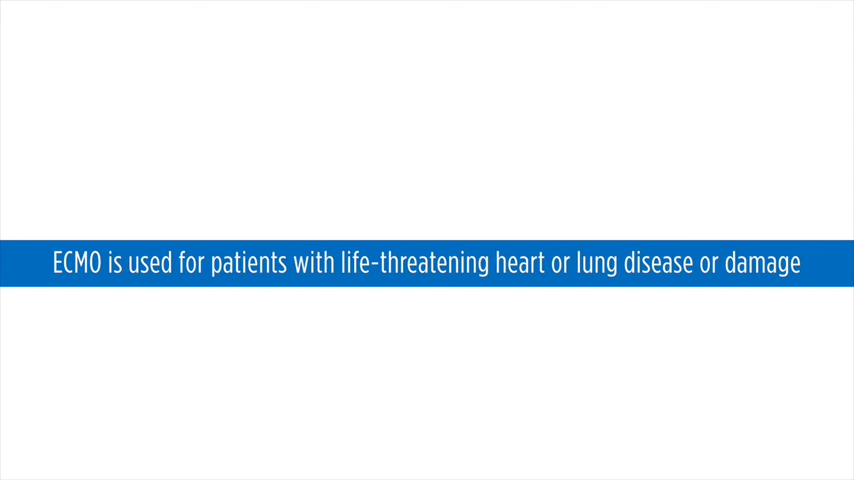 ECMO is used for patients with life-threatening heart or lung disease or damage